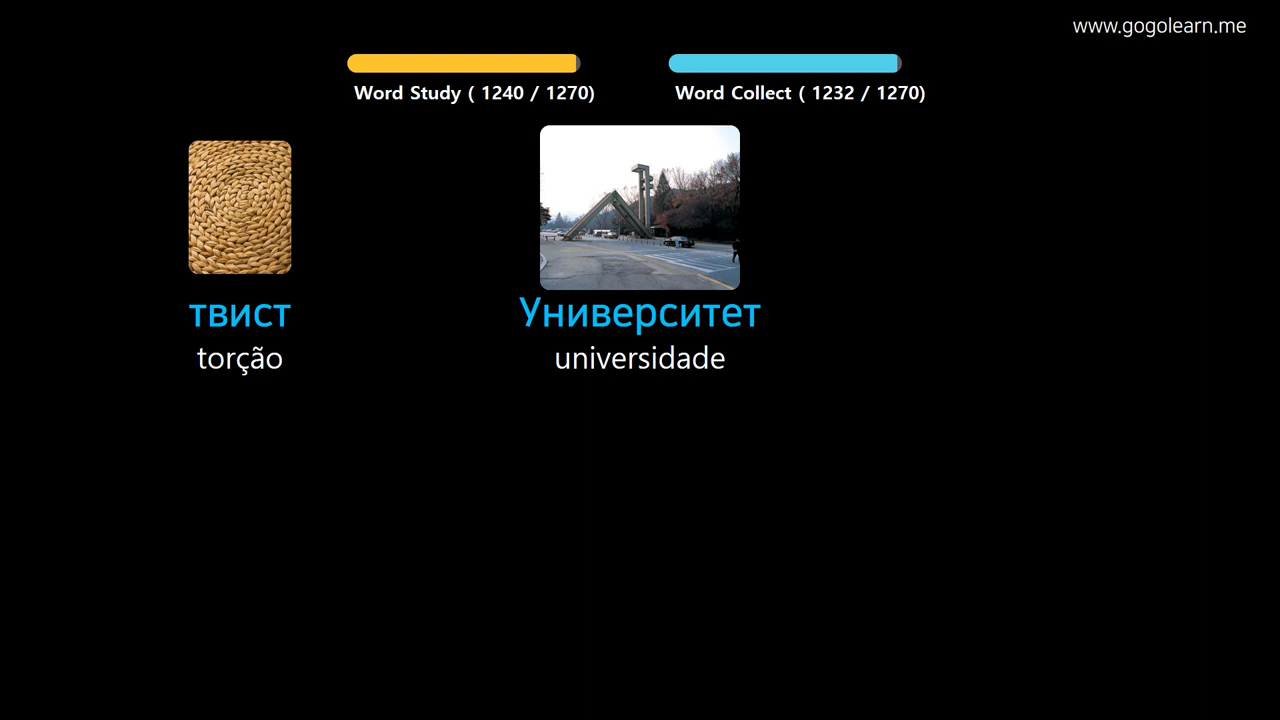 www.gogolearn.me
Word Study ( 1240 / 1270)
Word Collect ( 1232 / 1270)
твист
torção
Университет
universidade